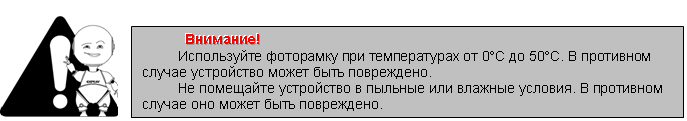 Внимание!
Используйте фоторамку при температурах от 0°С до 50°С. В противном
случае устройство может быть повреждено.
Не помещайте устройство в пыльные или влажные условия. В противном
случае оно может быть повреждено.